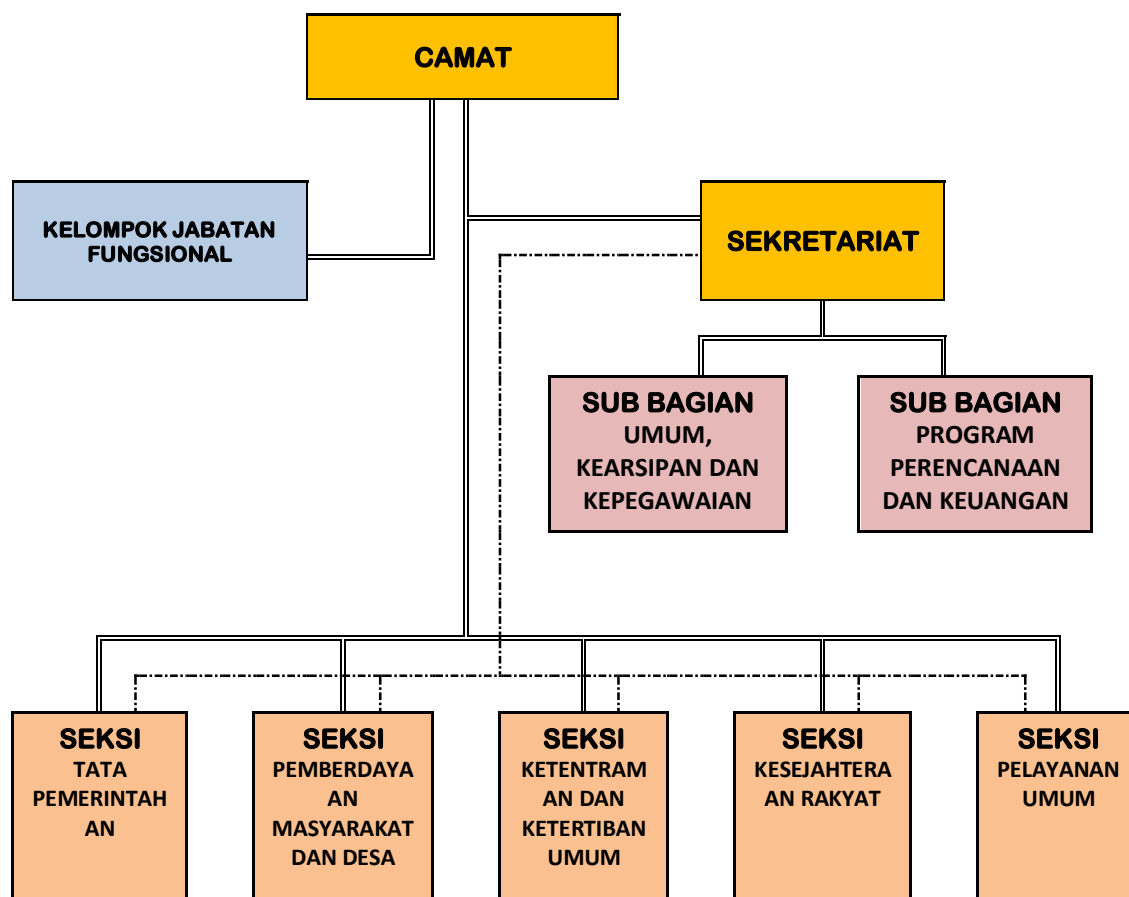 CAMAT
KELOMPOK JABATAN
FUNGSIONAL
SEKRETARIAT
SUB BAGIAN
UMUM,
KEARSIPAN DAN
KEPEGAWAIAN
SUB BAGIAN
PROGRAM
PERENCANAAN
DAN KEUANGAN
SEKSI
TATA
PEMERINTAH
AN
SEKSI
PEMBERDAYA
AN
MASYARAKAT
DAN DESA
SEKSI
KETENTRAM
AN DAN
KETERTIBAN
UMUM
SEKSI
KESEJAHTERA
AN RAKYAT
SEKSI
PELAYANAN
UMUM